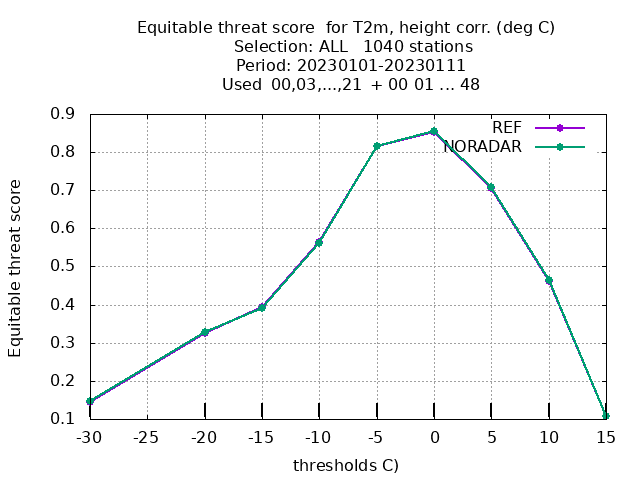 Equitable threat score  for T2m, height corr. (deg C)
Selection: ALL   1040 stations
Period: 20230101-20230111
Used  00,03,...,21  + 00 01 ... 48
REF
NORADAR
0.9
0.8
0.7
0.6
0.5
0.4
0.3
0.2
0.1
Equitable threat score
-30 -25 -20 -15 -10 -5 0 5 10 15
thresholds C)